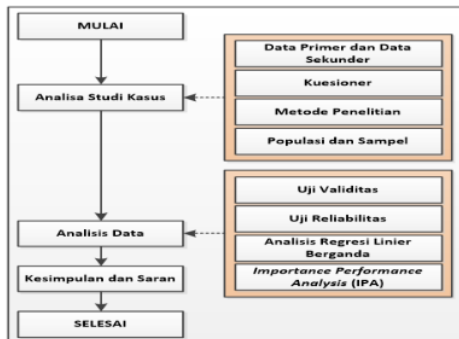 MULAI
Analisa Studi Kasus
Data Primer dan Data
Sekunder
Kuesioner
Metode Penelitian
Populasi dan Sampel
Analisis Data
Uji Validitas
Uji Reliabilitas
Analisis Regresi Linier
Berganda
Importance Performance
Analysis (IPA)
Kesimpulan dan Saran
SELESAI